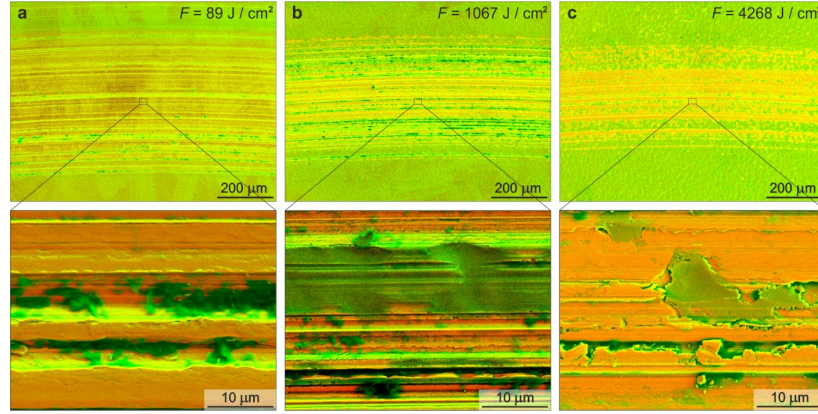 a
F = 89 J / cm²
b
F = 1067 J / cm²
c
F = 4268 J / cm
200 µm
200 µm
200 µm
10 µm
10 µm
10 µm